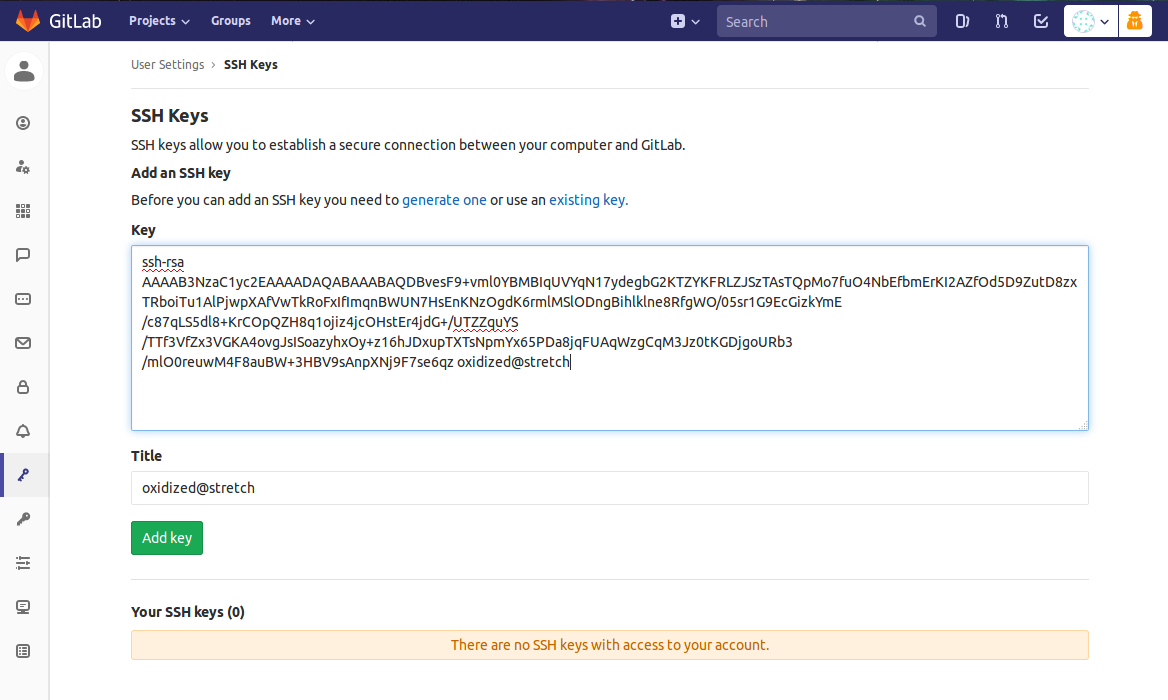 GitLab Projects Groups More Search
User Settings › SSH Keys
SSH Keys
SSH keys allow you to establish a secure connection between your computer and GitLab.
Add an SSH key
Before you can add an SSH key you need to generate one or use an existing key.
Key
ssh-rsa
AAAAB3NzaC1yc2EAAAADAQABAAABAQDBvesF9+vml0YBMBIqUVYqN17ydegbG2KTZYKFRLZJSzTAsTQpMo7fuO4NbEfbmErKI2AZfOd5D9ZutD8zx
TRboiTu1AlPjwpXAfVwTkRoFxIfImqnBWUN7HsEnKNzOgdK6rmlMSlODngBihlklne8RfgWO/05sr1G9EcGizkYmE
/c87qLS5dl8+KrCOpQZH8q1ojiz4jcOHstEr4jdG+/UTZZquYS
/TTf3VfZx3VGKA4ovgJsISoazyhxOy+z16hJDxupTXTsNpmYx65PDa8jqFUAqWzgCqM3Jz0tKGDjgoURb3
/mlO0reuwM4F8auBW+3HBV9sAnpXNj9F7se6qz oxidized@stretch
Title
oxidized@stretch
Add key
Your SSH keys (0)
There are no SSH keys with access to your account.